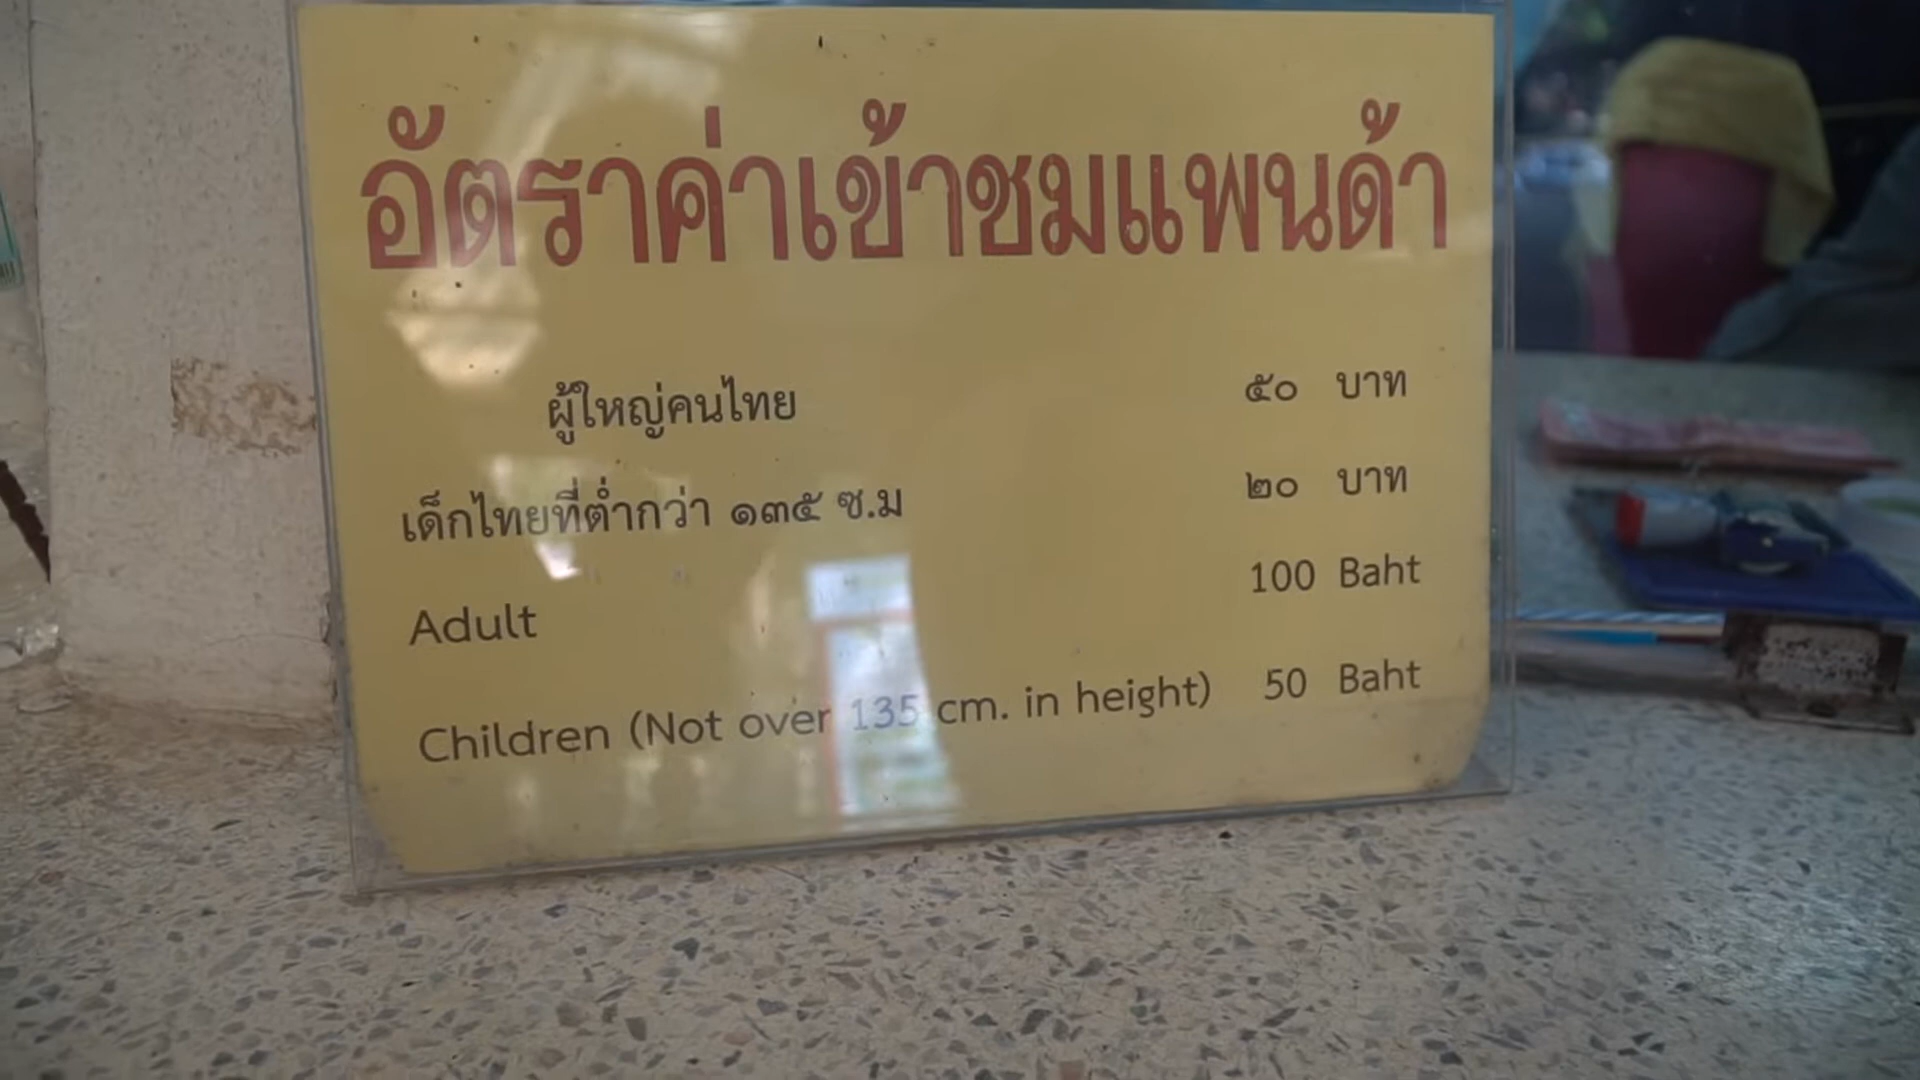 อัตราค่าเข้าชมแพนด้า
ผู้ใหญ่คนไทย ๕๐ บาท
เด็กไทยที่ต่ำกว่า ๑๓๕ ซ.ม ๒๐ บาท
Adult 100 Baht
Children (Not over 135 cm. in height) 50 Baht